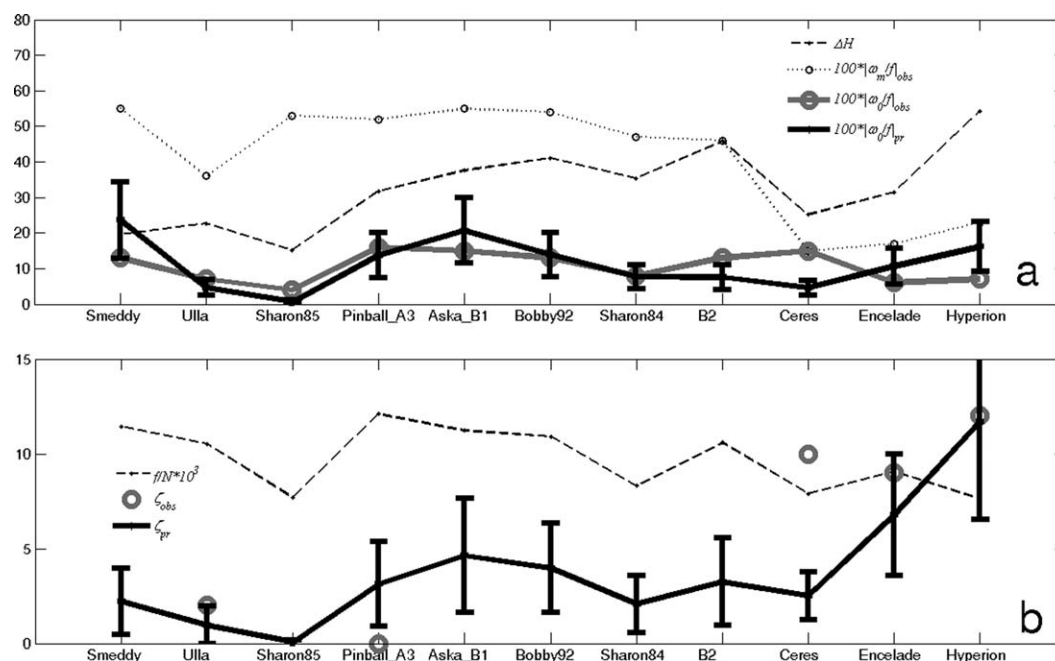 80
70
60
50
40
30
20
10
0
ΔH
100*|ω_m/f|_obs
100*|ω_0/f|_obs
100*|ω_0/f|_pr
a
Smeddy Ulla Sharon85 Pinball_A3 Aska_B1 Bobby92 Sharon84 B2 Ceres Encelade Hyperion
15
10
5
0
f/N*10^3
ζ_obs
ζ_pr
b
Smeddy Ulla Sharon85 Pinball_A3 Aska_B1 Bobby92 Sharon84 B2 Ceres Encelade Hyperion